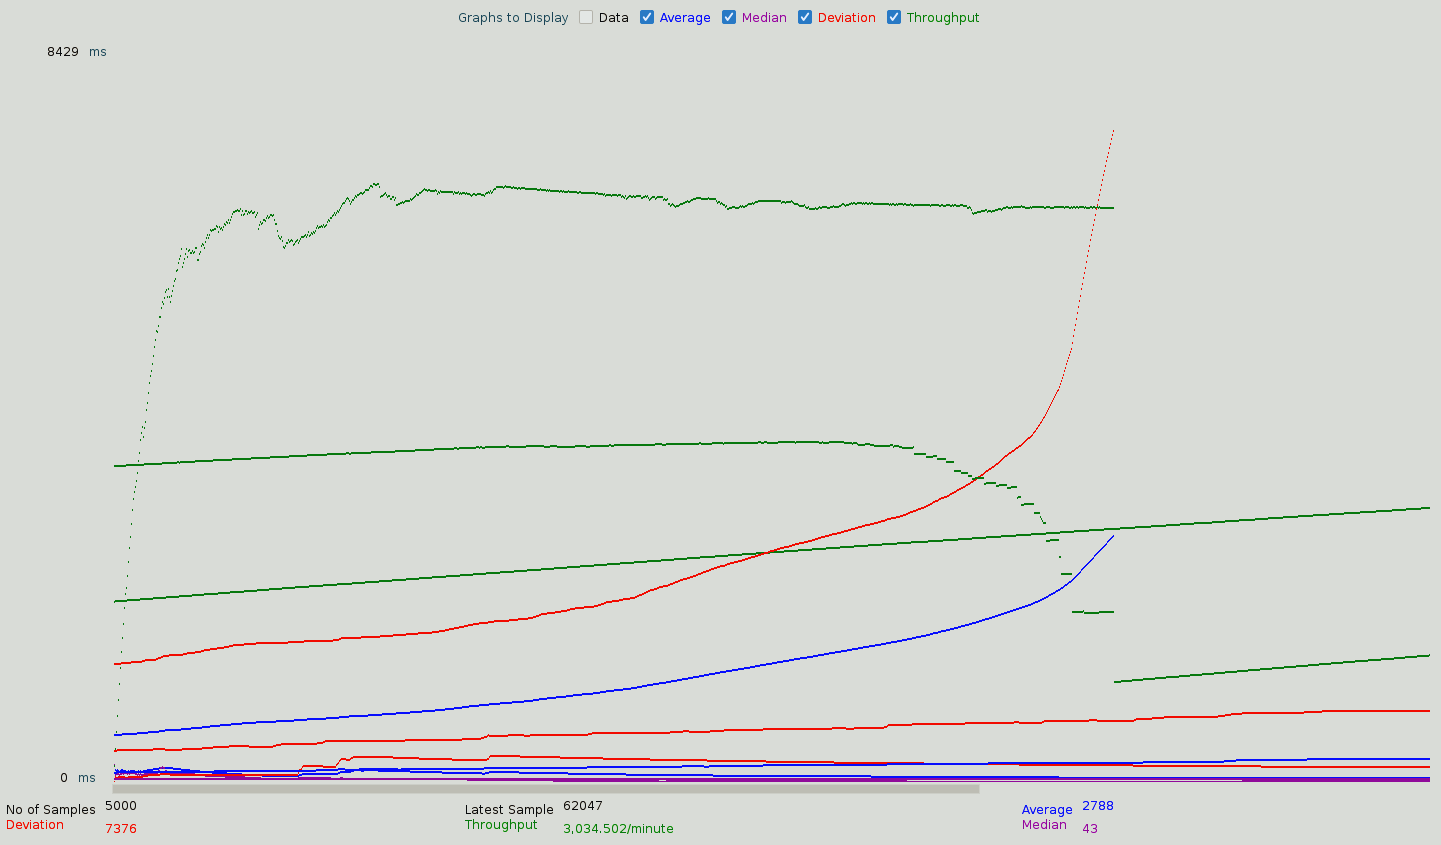 Graphs to Display Data Average Median Deviation Throughput
8429 ms
0 ms
No of Samples 5000 Latest Sample 62047 Average 2788
Deviation 7376 Throughput 3,034.502/minute Median 43